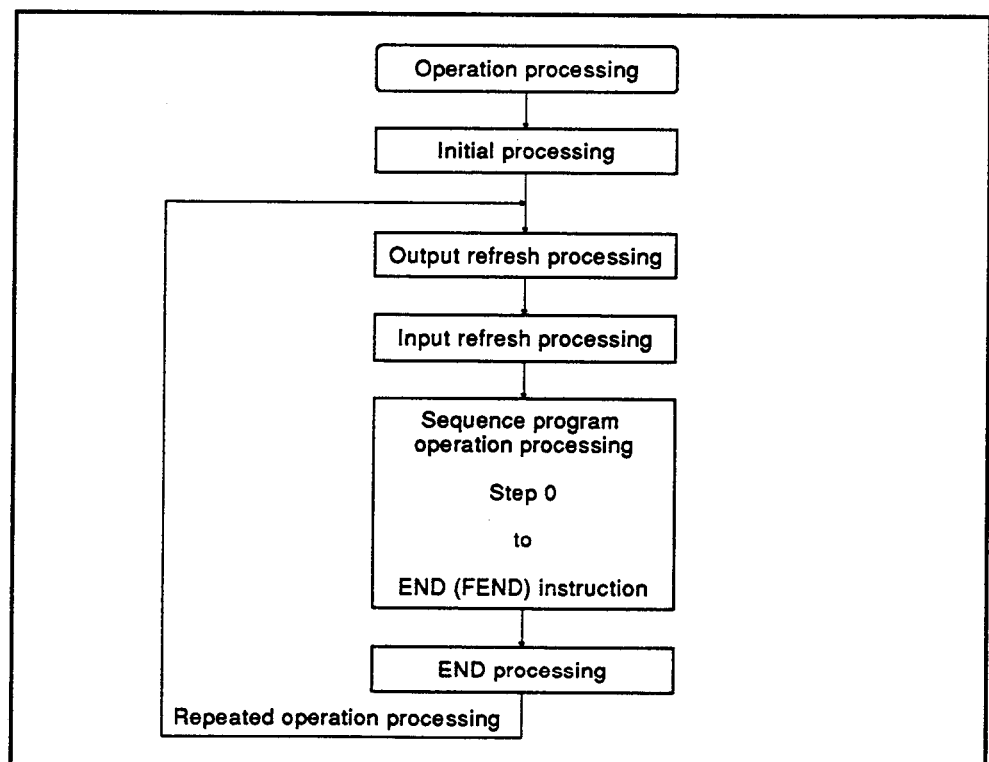 Operation processing
Initial processing
Output refresh processing
Input refresh processing
Sequence program
operation processing
Step 0
to
END (FEND) instruction
END processing
Repeated operation processing